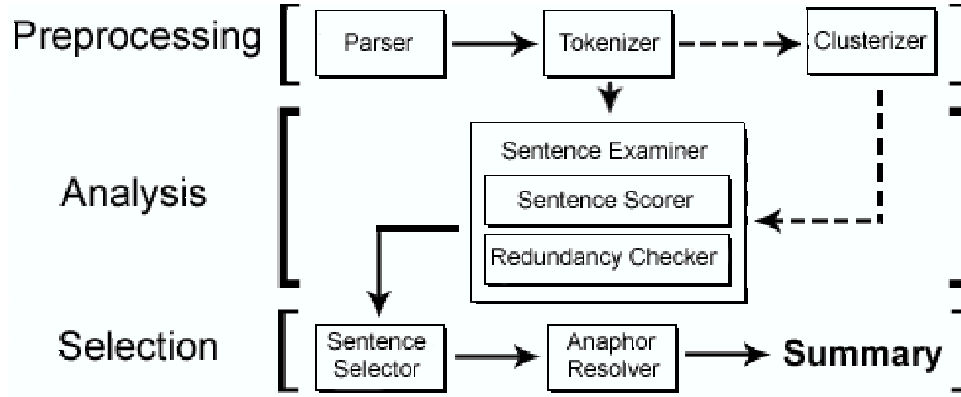 Preprocessing
Parser
Tokenizer
Clusterizer
Analysis
Sentence Examiner
Sentence Scorer
Redundancy Checker
Selection
Sentence
Selector
Anaphor
Resolver
Summary